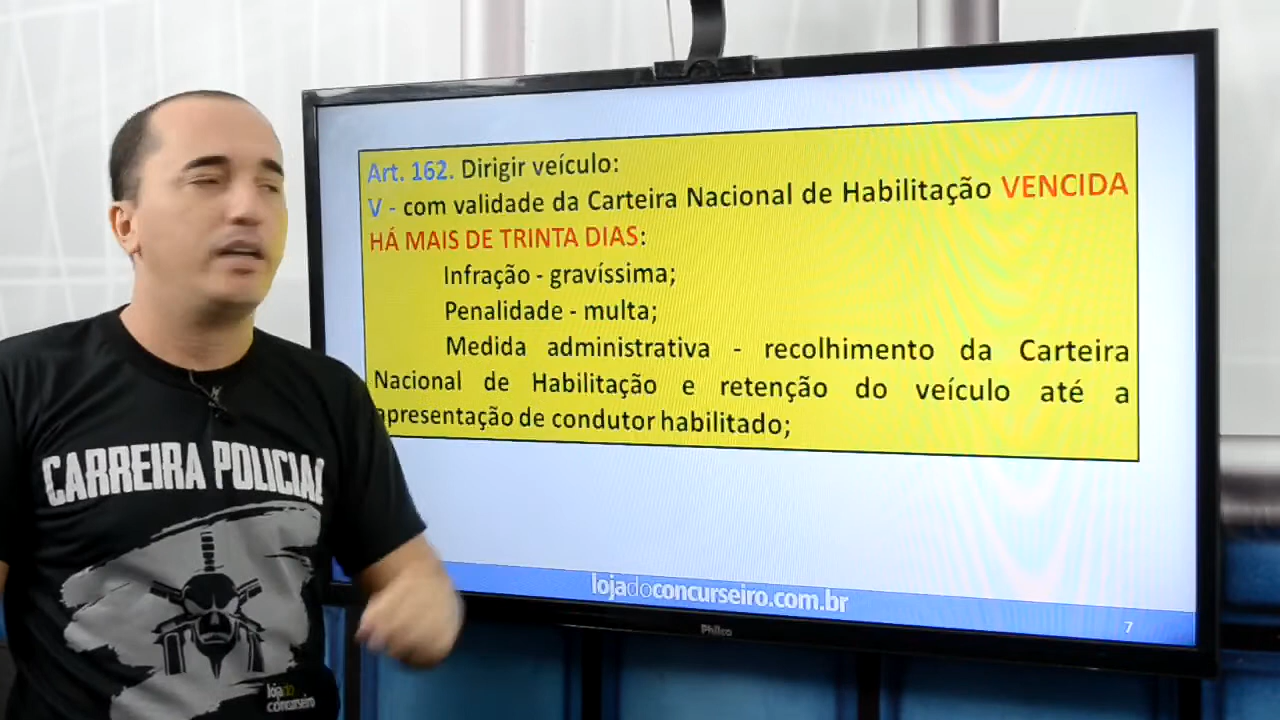 Art. 162. Dirigir veículo:
V - com validade da Carteira Nacional de Habilitação VENCIDA
HÁ MAIS DE TRINTA DIAS:
Infração - gravíssima;
Penalidade - multa;
Medida administrativa - recolhimento da Carteira
Nacional de Habilitação e retenção do veículo até a
apresentação de condutor habilitado;
lojadoconcurseiro.com.br
7
Philco
CARREIRA POLICIAL
lojado
concurseiro